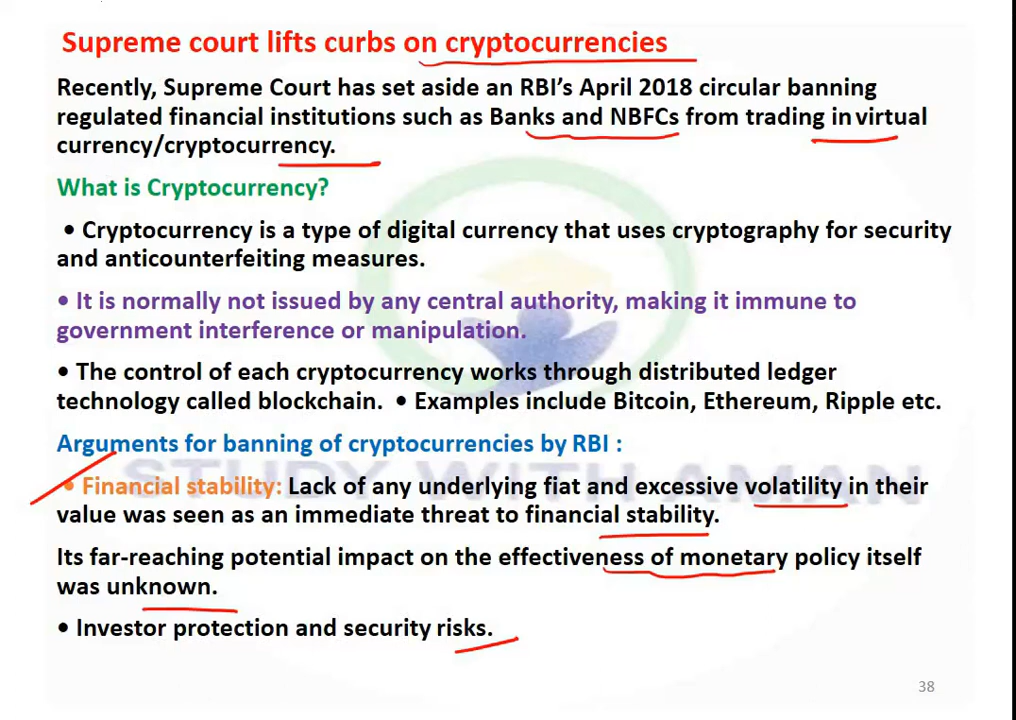 Supreme court lifts curbs on cryptocurrencies
Recently, Supreme Court has set aside an RBI's April 2018 circular banning
regulated financial institutions such as Banks and NBFCs from trading in virtual
currency/cryptocurrency.
What is Cryptocurrency?
• Cryptocurrency is a type of digital currency that uses cryptography for security
and anticounterfeiting measures.
• It is normally not issued by any central authority, making it immune to
government interference or manipulation.
• The control of each cryptocurrency works through distributed ledger
technology called blockchain. • Examples include Bitcoin, Ethereum, Ripple etc.
Arguments for banning of cryptocurrencies by RBI :
STUDY WITH AMAN
• Financial stability: Lack of any underlying fiat and excessive volatility in their
value was seen as an immediate threat to financial stability.
Its far-reaching potential impact on the effectiveness of monetary policy itself
was unknown.
• Investor protection and security risks.
38